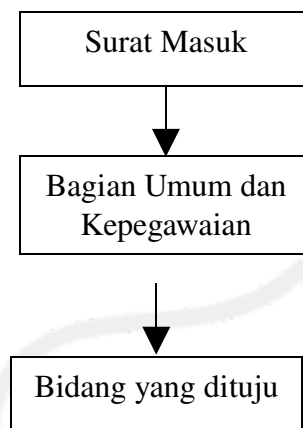 Surat Masuk
Bagian Umum dan
Kepegawaian
Bidang yang dituju